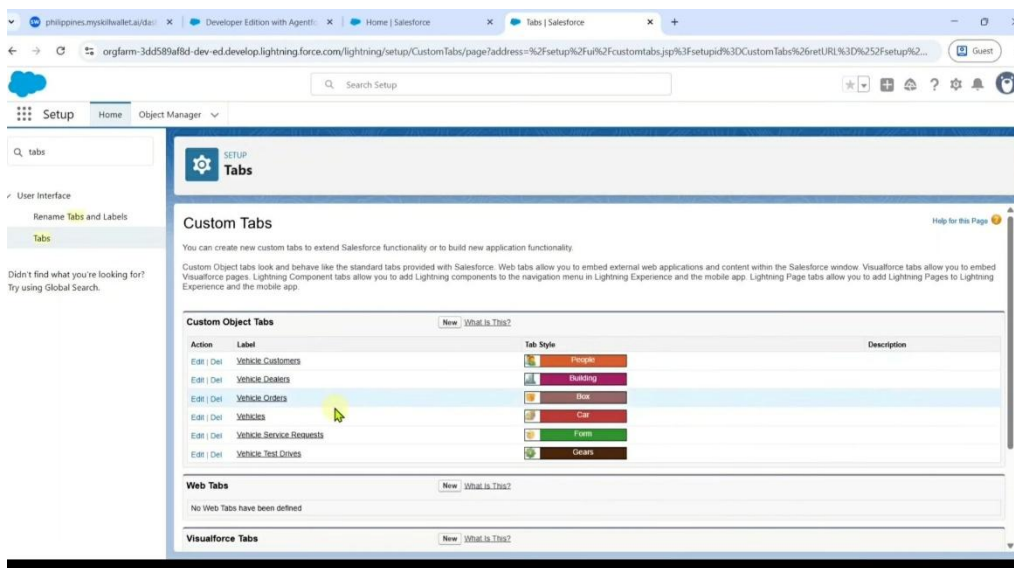 philippines.myskillwallet.ai/das
Developer Edition with Agentfo
Home | Salesforce
Tabs | Salesforce
orgfarm-3dd589af8d-dev-ed.develop.lightning.force.com/lightning/setup/CustomTabs/page?address=%2Fsetup%2Fui%2Fcustomtabs.jsp%3Fsetupid%3DCustomTabs%26retURL%3D%252Fsetup%2...
Guest
Search Setup
Setup Home Object Manager
tabs
SETUP
Tabs
User Interface
Rename Tabs and Labels
Tabs
Didn't find what you're looking for?
Try using Global Search.
Custom Tabs
Help for this Page
You can create new custom tabs to extend Salesforce functionality or to build new application functionality.
Custom Object tabs look and behave like the standard tabs provided with Salesforce. Web tabs allow you to embed external web applications and content within the Salesforce window. Visualforce tabs allow you to embed
Visualforce pages. Lightning Component tabs allow you to add Lightning components to the navigation menu in Lightning Experience and the mobile app. Lightning Page tabs allow you to add Lightning Pages to Lightning
Experience and the mobile app.
Custom Object Tabs New What Is This?
Action Label Tab Style Description
Edit | Del Vehicle Customers People
Edit | Del Vehicle Dealers Building
Edit | Del Vehicle Orders Box
Edit | Del Vehicles Car
Edit | Del Vehicle Service Requests Form
Edit | Del Vehicle Test Drives Gears
Web Tabs New What Is This?
No Web Tabs have been defined
Visualforce Tabs New What Is This?